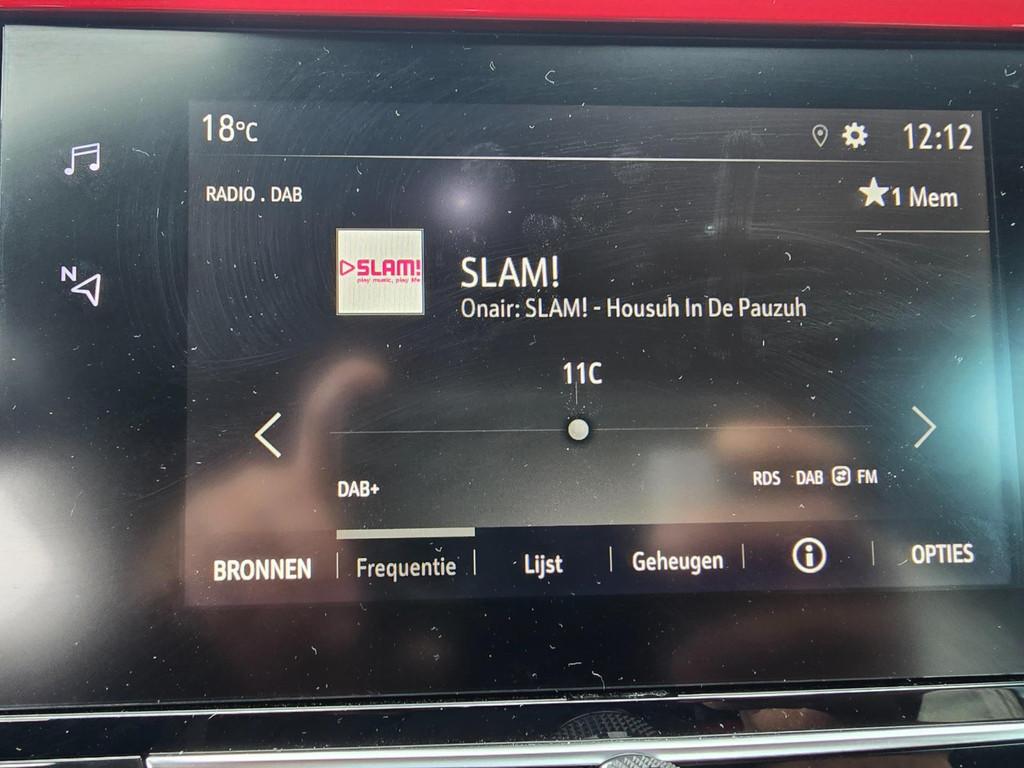 18°C
12:12
RADIO . DAB
1 Mem
SLAM!
play music, play life
SLAM!
Onair: SLAM! - Housuh In De Pauzuh
N
11C
DAB+
RDS DAB FM
BRONNEN Frequentie Lijst Geheugen i OPTIES